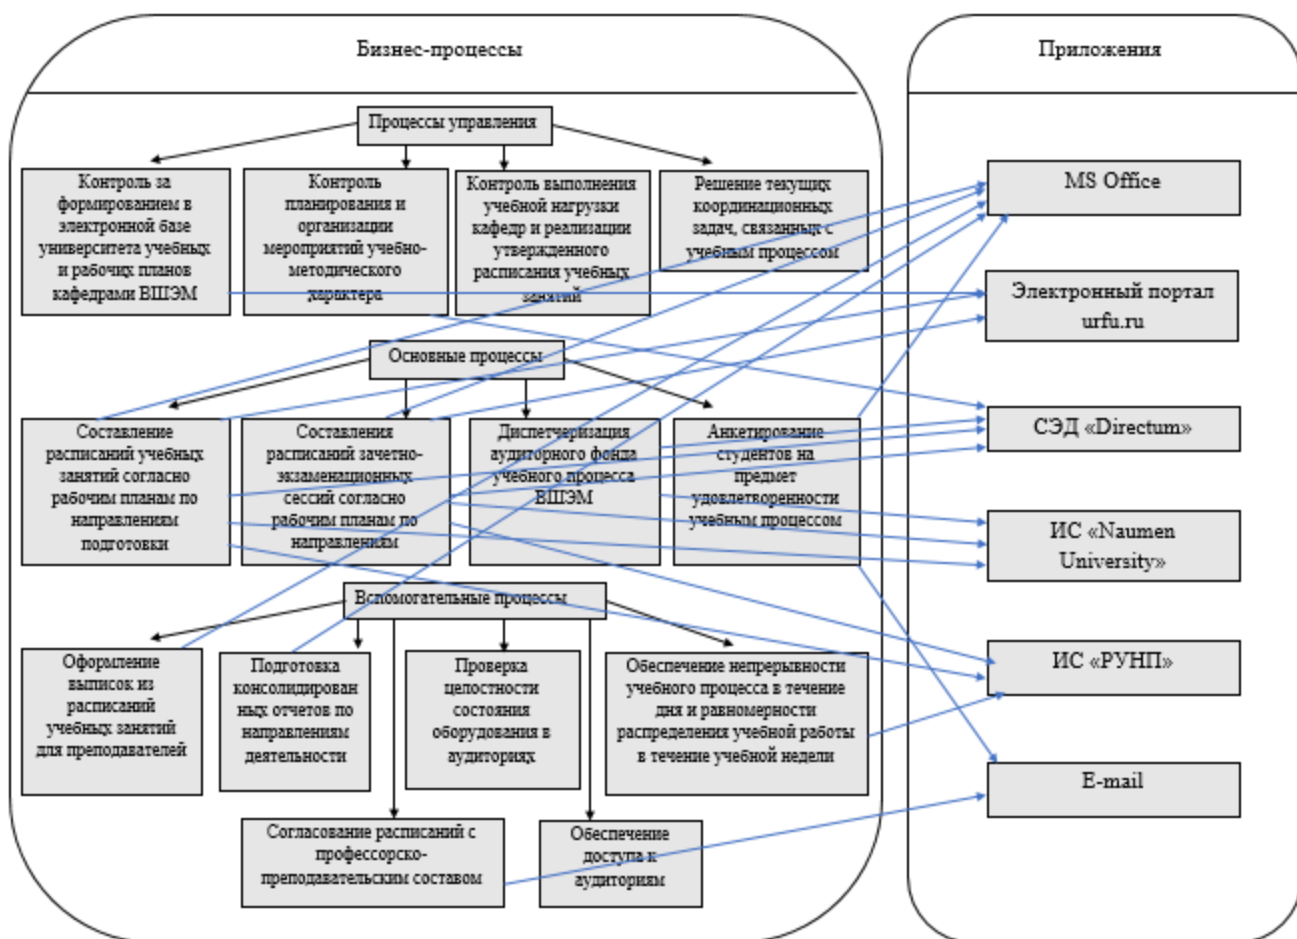 Бизнес-процессы
Процессы управления
Контроль за
формированием в
электронной базе
университета учебных
и рабочих планов
кафедрами ВШЭМ
Контроль
планирования и
организации
мероприятий учебно-
методического
характера
Контроль выполнения
учебной нагрузки
кафедр и реализации
утвержденного
расписания учебных
занятий
Решение текущих
координационных
задач, связанных с
учебным процессом
Основные процессы
Составление
расписаний учебных
занятий согласно
рабочим планам по
направлениям
подготовки
Составления
расписаний зачетно-
экзаменационных
сессий согласно
рабочим планам по
направлениям
Диспетчеризация
аудиторного фонда
учебного процесса
ВШЭМ
Анкетирование
студентов на
предмет
удовлетворенности
учебным процессом
Вспомогательные процессы
Оформление
выписок из
расписаний
учебных занятий
для преподавателей
Подготовка
консолидирован
ных отчетов по
направлениям
деятельности
Проверка
целостности
состояния
оборудования в
аудиториях
Обеспечение непрерывности
учебного процесса в течение
дня и равномерности
распределения учебной работы
в течение учебной недели
Согласование расписаний с
профессорско-
преподавательским составом
Обеспечение
доступа к
аудиториям
Приложения
MS Office
Электронный портал
urfu.ru
СЭД «Directum»
ИС «Naumen
University»
ИС «РУНП»
E-mail